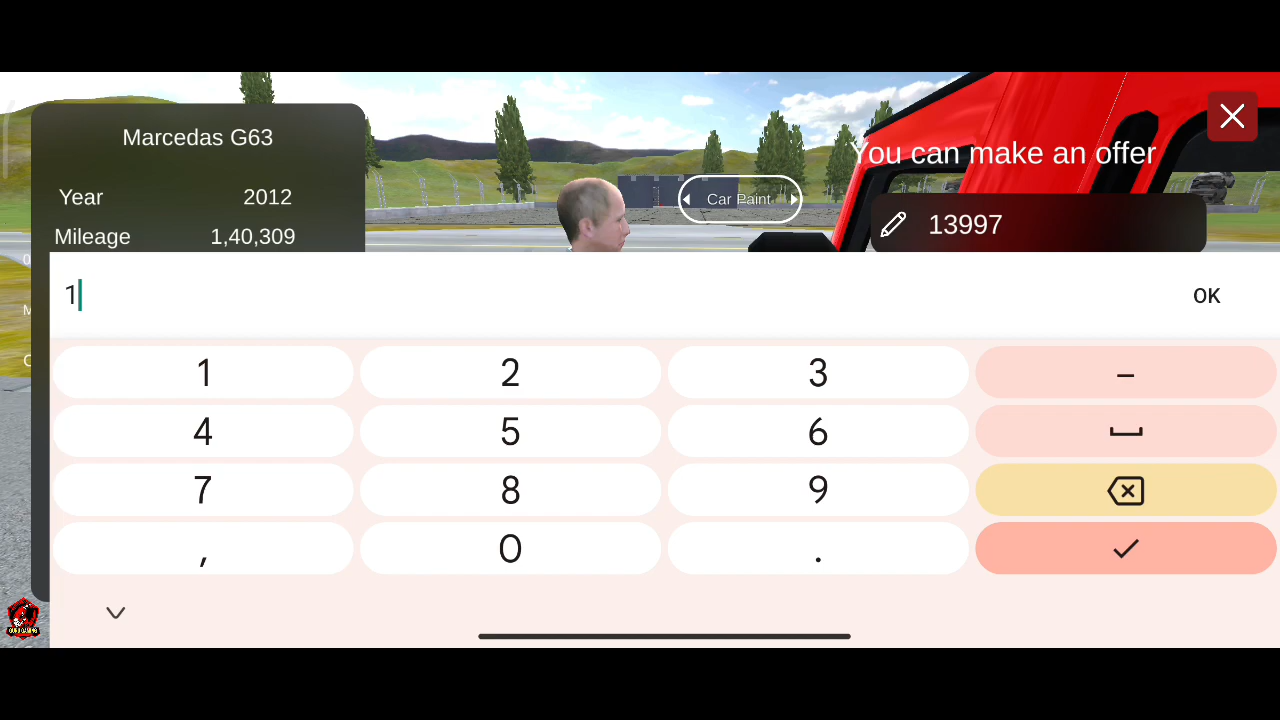 Marcedas G63
You can make an offer
Year 2012
Car Paint
Mileage 1,40,309
13997
0
M
C
1
OK
1 2 3 –
4 5 6
7 8 9
, 0 .